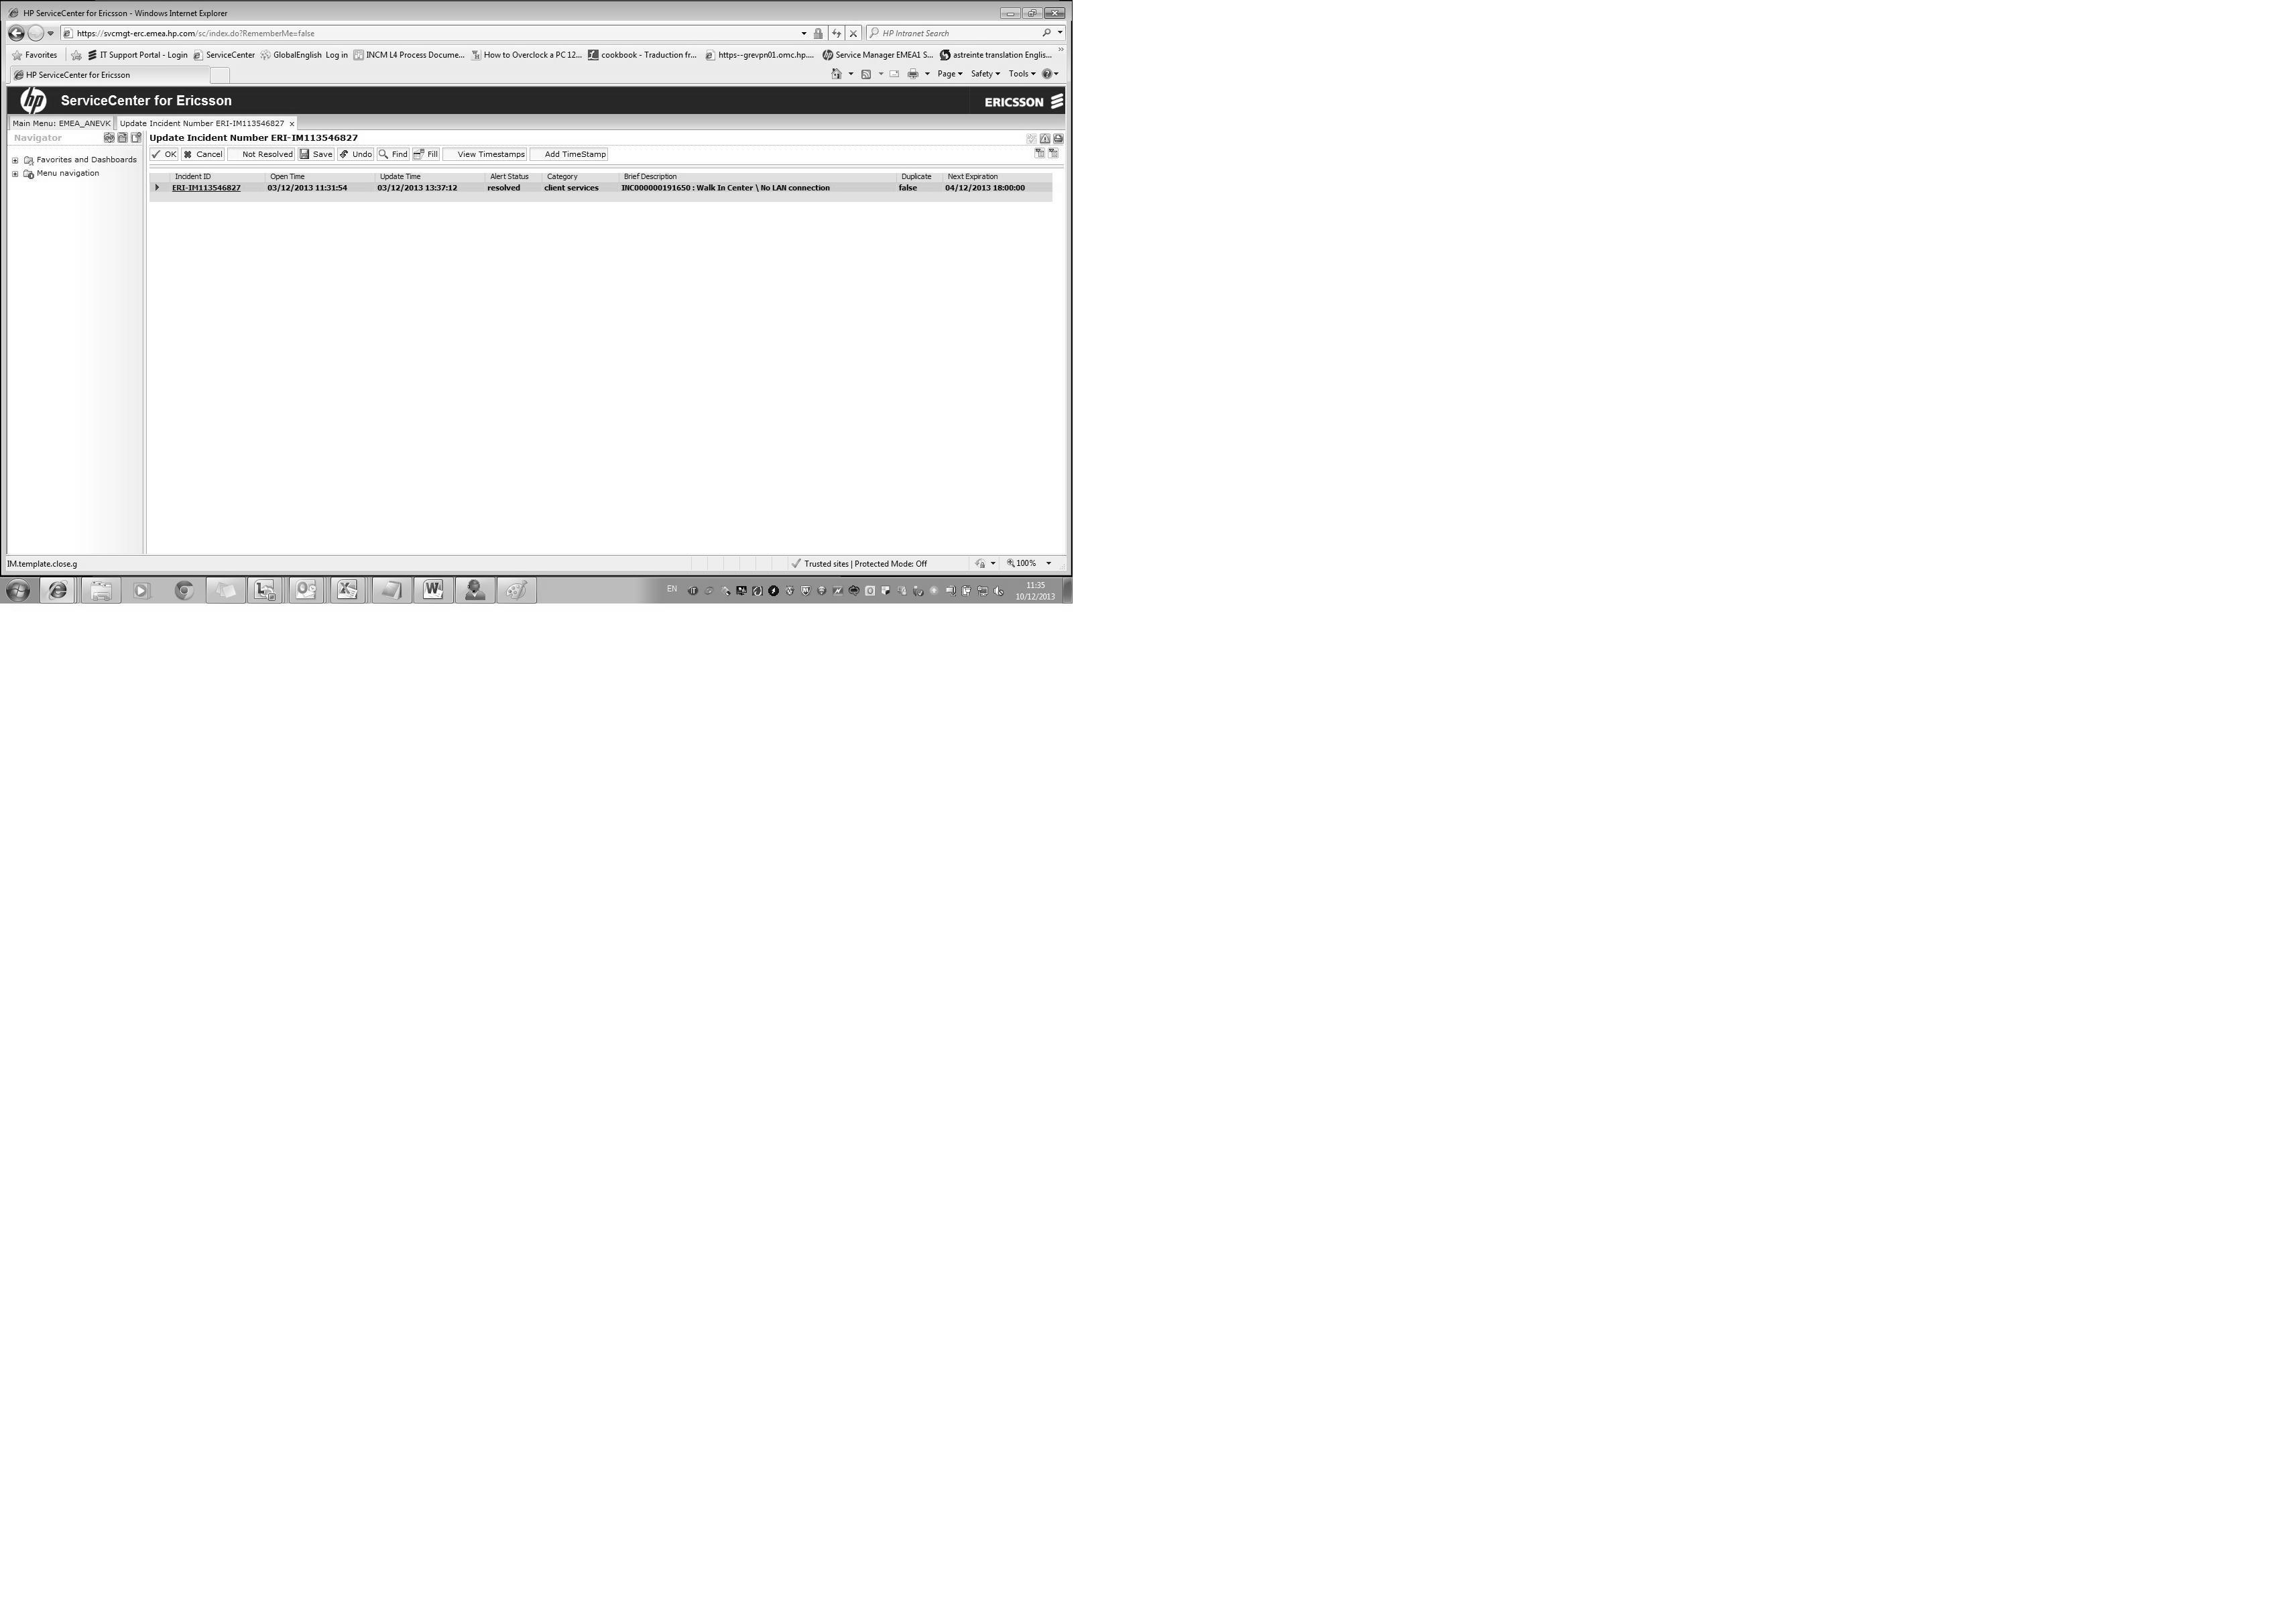 HP ServiceCenter for Ericsson - Windows Internet Explorer
https://svcmgt-erc.emea.hp.com/sc/index.do?RememberMe=false
HP Intranet Search
Favorites IT Support Portal - Login ServiceCenter GlobalEnglish Log in INCM L4 Process Docume... How to Overclock a PC 12... cookbook - Traduction fr... https--grevpn01.omc.hp.... Service Manager EMEA1 S... astreinte translation Englis... »
HP ServiceCenter for Ericsson Page Safety Tools
hp ServiceCenter for Ericsson ERICSSON
Main Menu: EMEA_ANEVK Update Incident Number ERI-IM113546827 x
Navigator
Update Incident Number ERI-IM113546827
OK Cancel Not Resolved Save Undo Find Fill View Timestamps Add TimeStamp
Favorites and Dashboards
Menu navigation
Incident ID Open Time Update Time Alert Status Category Brief Description Duplicate Next Expiration
ERI-IM113546827 03/12/2013 11:31:54 03/12/2013 13:37:12 resolved client services INC000000191650 : Walk In Center \ No LAN connection false 04/12/2013 18:00:00
IM.template.close.g
Trusted sites | Protected Mode: Off
100%
EN
11:35
10/12/2013